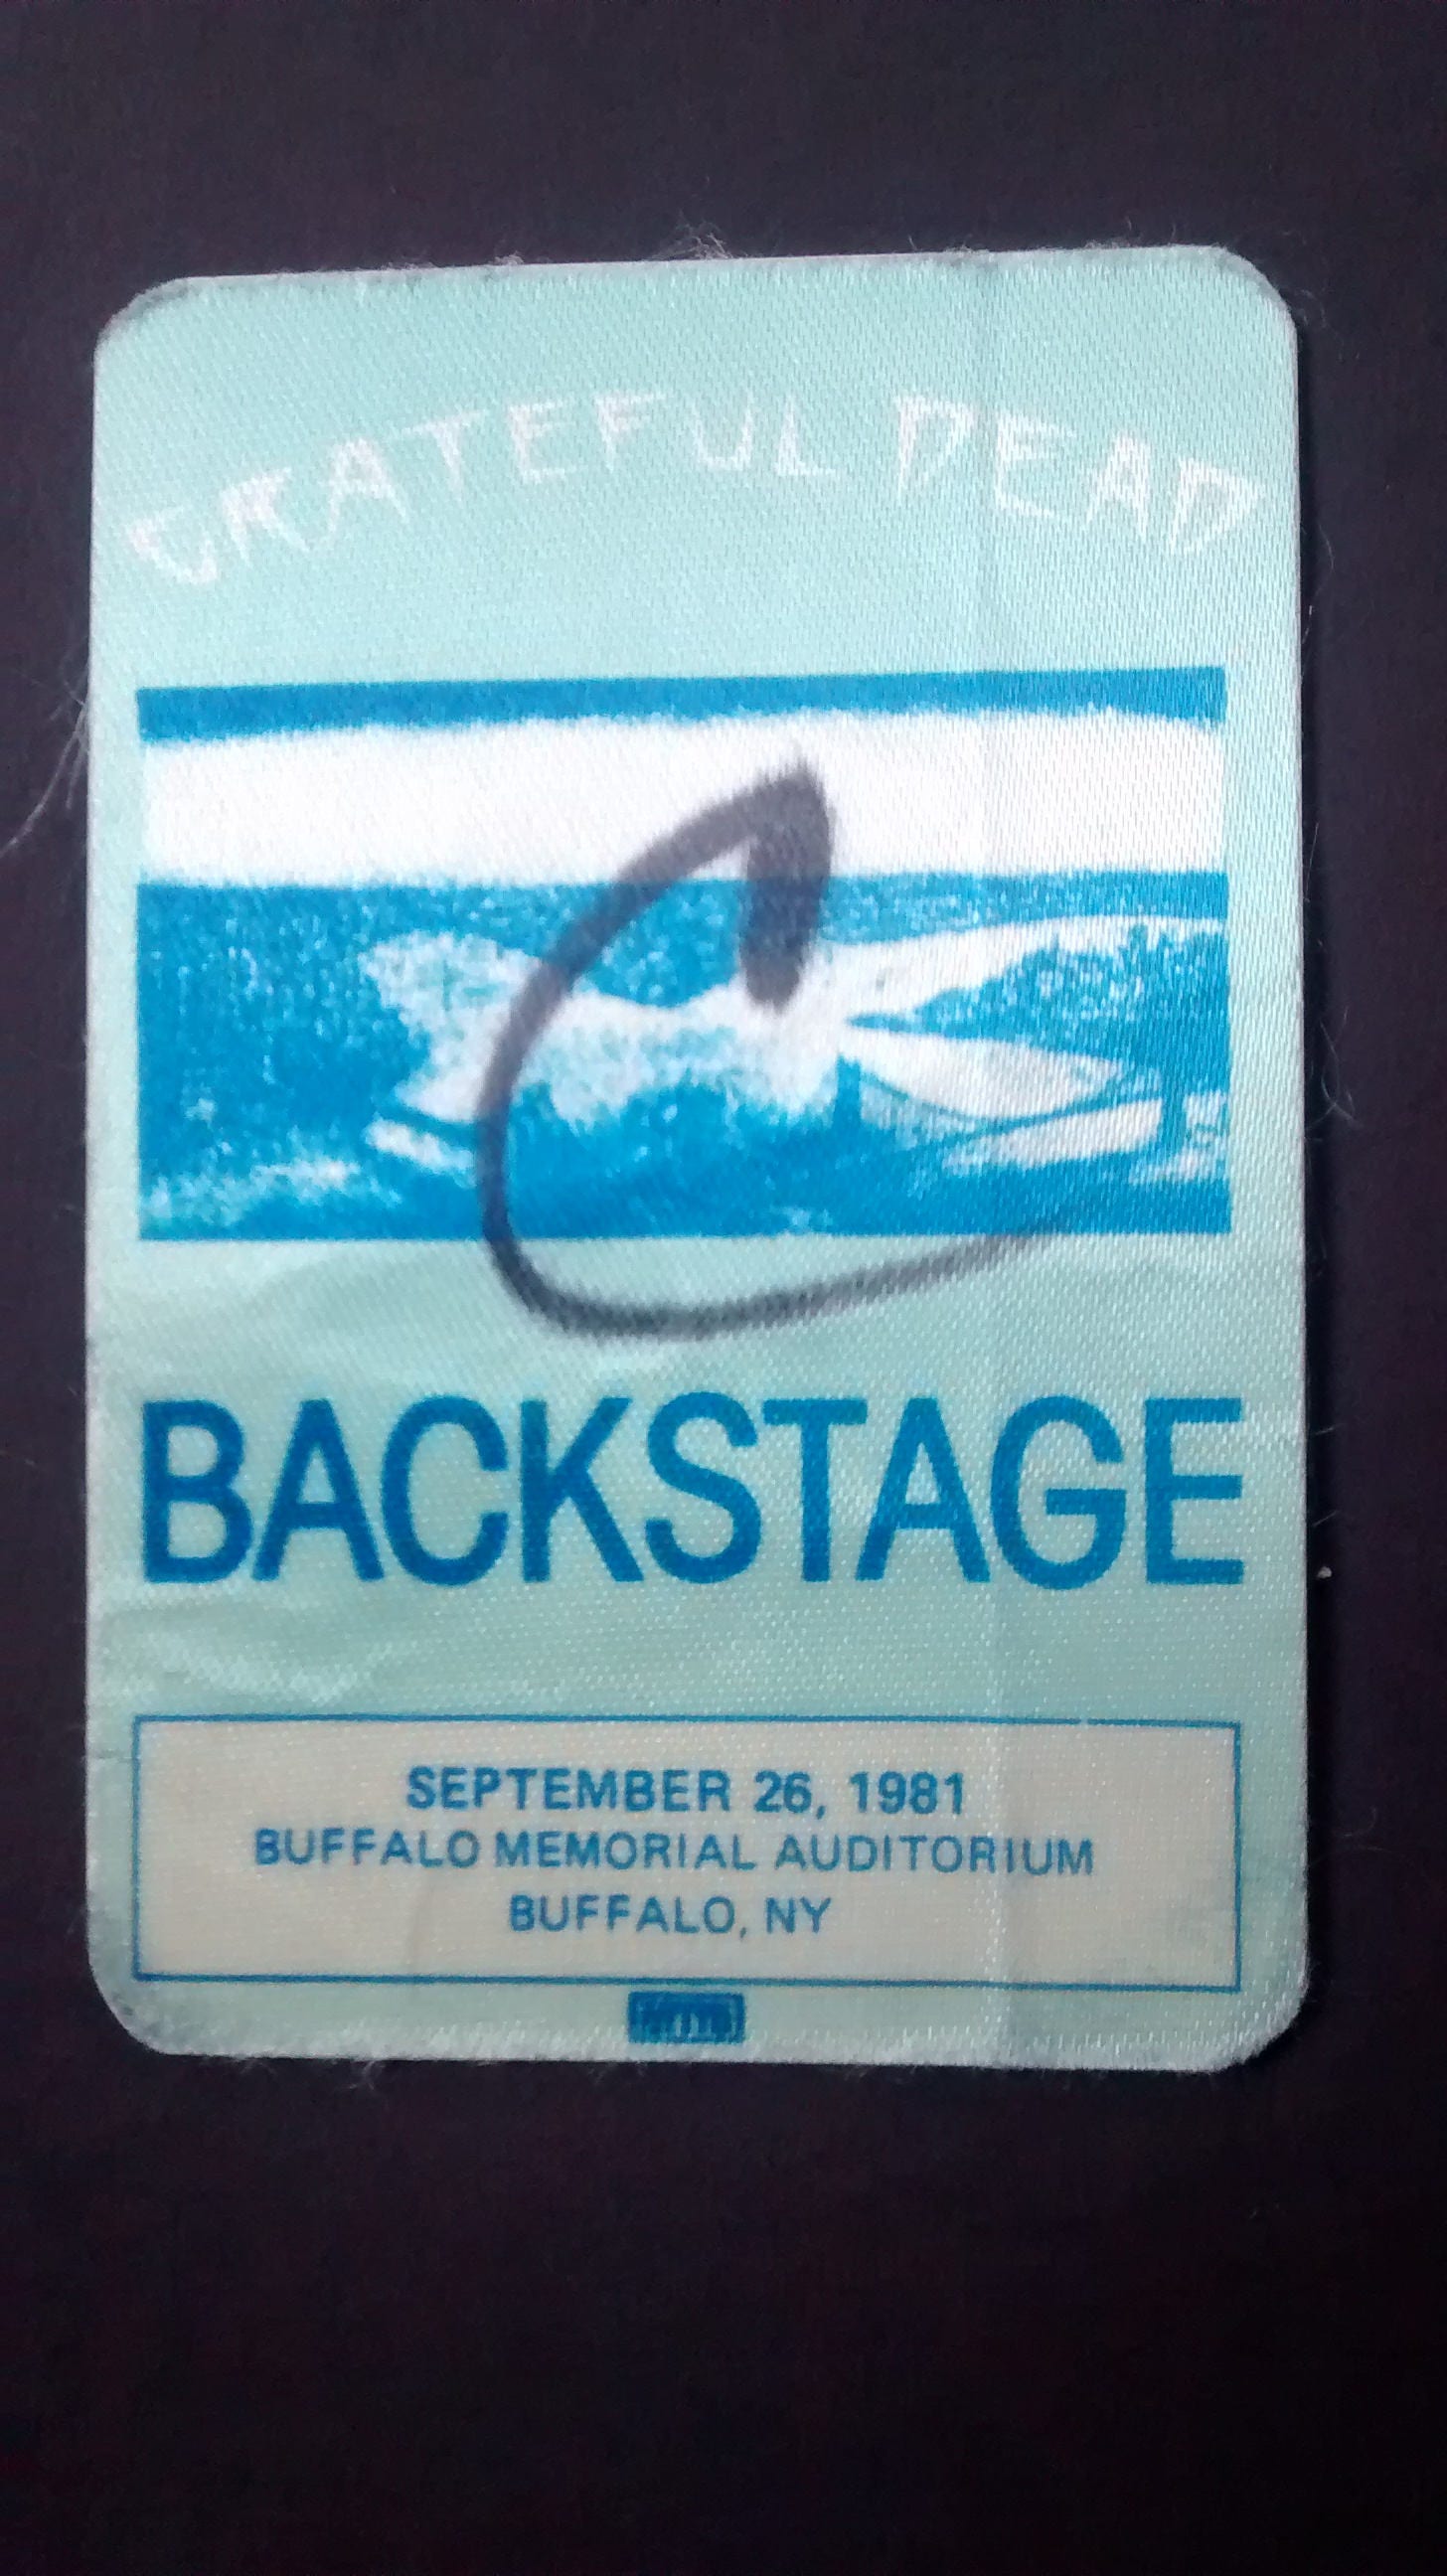 GRATEFUL DEAD
C
BACKSTAGE
SEPTEMBER 26, 1981
BUFFALO MEMORIAL AUDITORIUM
BUFFALO, NY